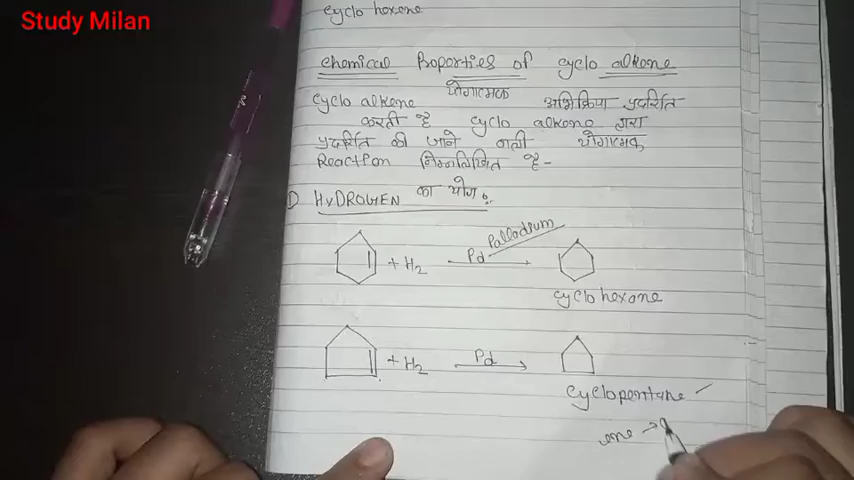 Study Milan
cyclo hexene
chemical Properties of cyclo alkene
cyclo alkene योगात्मक अभिक्रिया प्रदर्शित
करती है cyclo alkene द्वारा
प्रदर्शित की जाने वाली योगात्मक
Reaction निम्नलिखित है-
1) HYDROGEN का योग :-
+ H2 Pd Palladium
cyclo hexane
+ H2 Pd
cyclopentane
ene →